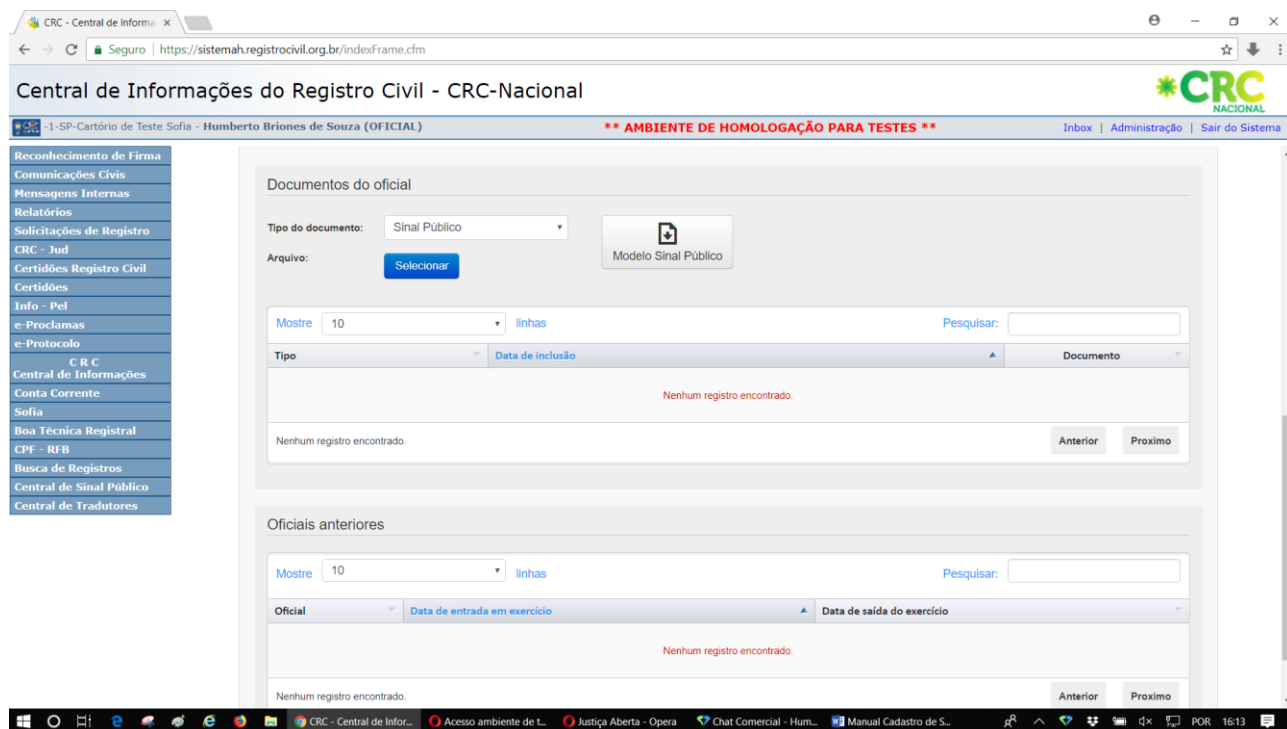 CRC - Central de Informa
Seguro | https://sistemah.registrocivil.org.br/indexFrame.cfm
Central de Informações do Registro Civil - CRC-Nacional
CRC
NACIONAL
-1-SP-Cartório de Teste Sofia - Humberto Briones de Souza (OFICIAL)
** AMBIENTE DE HOMOLOGAÇÃO PARA TESTES **
Inbox | Administração | Sair do Sistema
Reconhecimento de Firma
Comunicações Civis
Mensagens Internas
Relatórios
Solicitações de Registro
CRC - Jud
Certidões Registro Civil
Certidões
Info - Pel
e-Proclamas
e-Protocolo
C R C
Central de Informações
Conta Corrente
Sofia
Boa Técnica Registral
CPF - RFB
Busca de Registros
Central de Sinal Público
Central de Tradutores
Documentos do oficial
Tipo do documento: Sinal Público
Modelo Sinal Público
Arquivo: Selecionar
Mostre 10 linhas Pesquisar:
Tipo Data de inclusão Documento
Nenhum registro encontrado.
Nenhum registro encontrado. Anterior Proximo
Oficiais anteriores
Mostre 10 linhas Pesquisar:
Oficial Data de entrada em exercício Data de saída do exercício
Nenhum registro encontrado.
Nenhum registro encontrado. Anterior Proximo
CRC - Central de Infor... Acesso ambiente de t... Justiça Aberta - Opera Chat Comercial - Hum... Manual Cadastro de S... POR 16:13